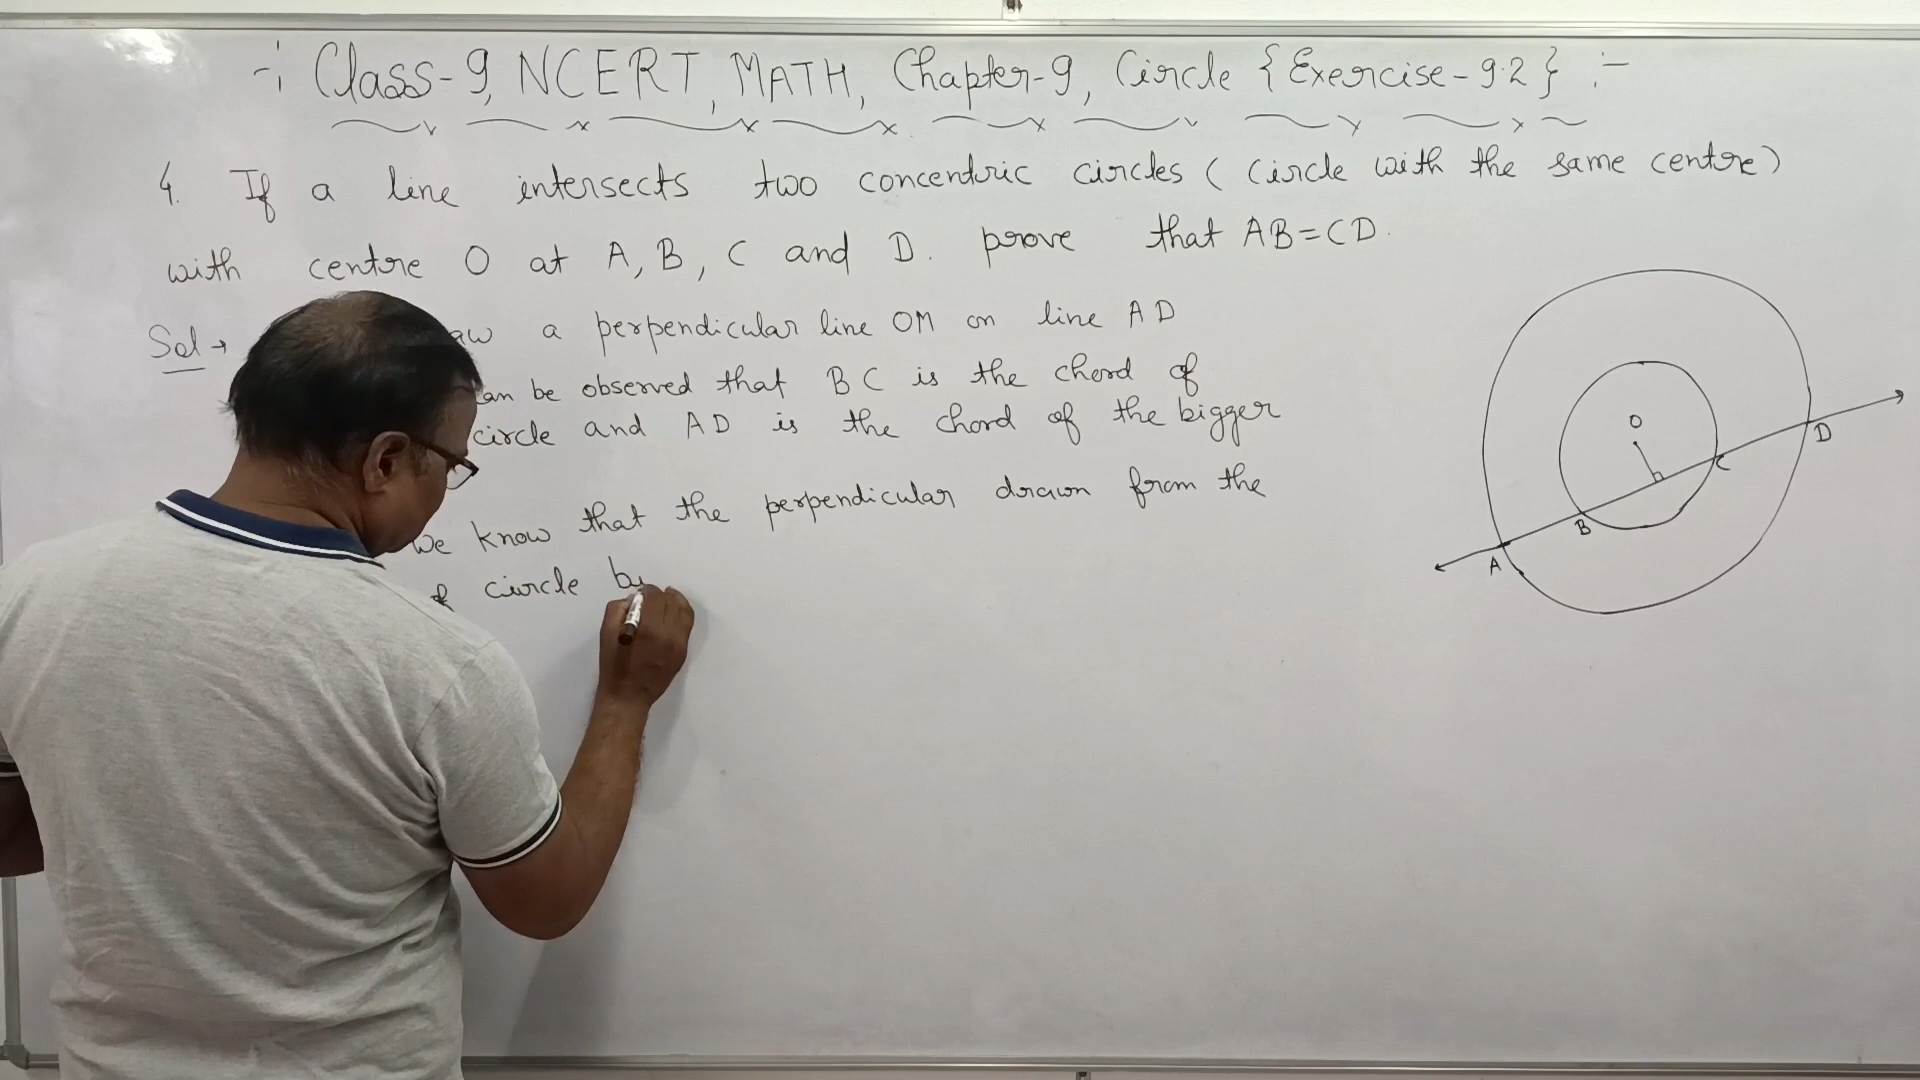 -: Class-9, NCERT, MATH, Chapter-9, Circle {Exercise-9.2} :-
4. If a line intersects two concentric circles (Circle with the same centre)
with centre O at A, B, C and D. prove that AB=CD.
Sol→ a perpendicular line OM on line AD
be observed that BC is the chord of
circle and AD is the chord of the bigger
We know that the perpendicular drawn from the
of circle
O
D
C
B
A